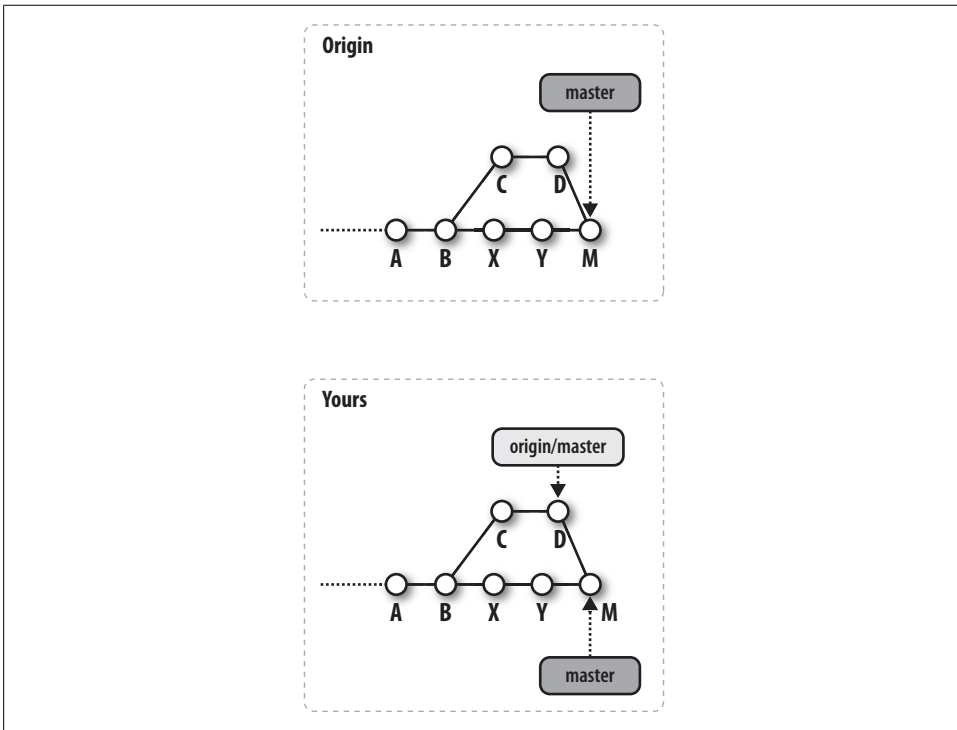 Origin
master
C D
A B X Y M
Yours
origin/master
C D
A B X Y M
master